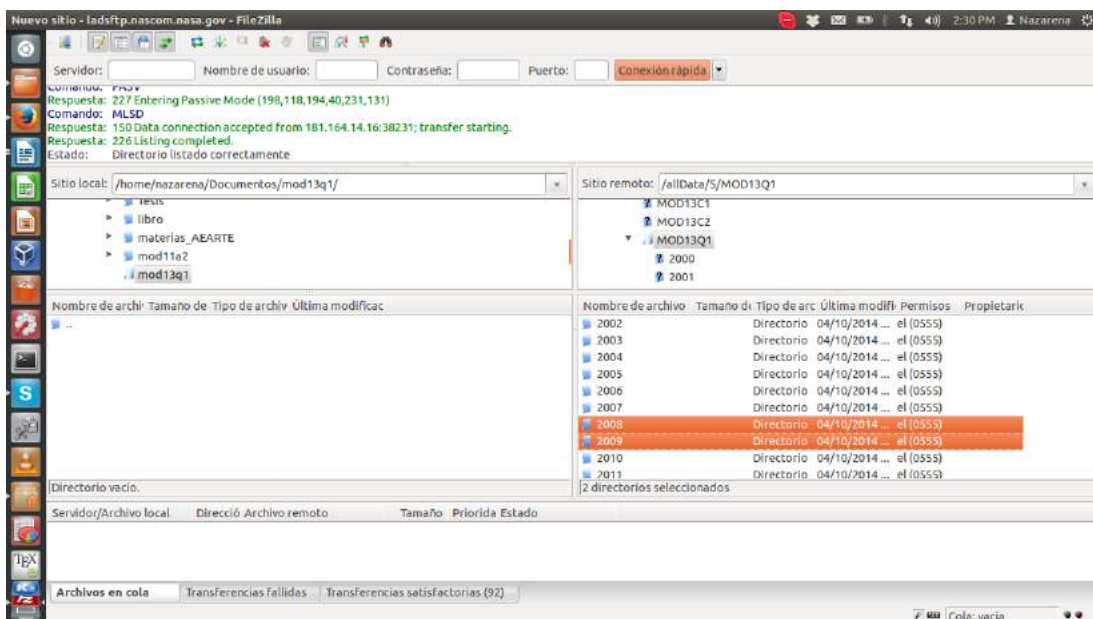 Nuevo sitio - ladsftp.nascom.nasa.gov - FileZilla 2:30 PM Nazarena
Servidor: Nombre de usuario: Contraseña: Puerto: Conexión rápida
Comando: PASV
Respuesta: 227 Entering Passive Mode (198,118,194,40,231,131)
Comando: MLSD
Respuesta: 150 Data connection accepted from 181.164.14.16:38231; transfer starting.
Respuesta: 226 Listing completed.
Estado: Directorio listado correctamente
Sitio local: /home/nazarena/Documentos/mod13q1/
Tesis
libro
materias_AEARTE
mod11a2
mod13q1
Sitio remoto: /allData/5/MOD13Q1
MOD13C1
MOD13C2
MOD13Q1
2000
2001
Nombre de archi Tamaño de Tipo de archiv Última modificac
..
Directorio vacío.
Nombre de archivo Tamaño de Tipo de arc Última modifi Permisos Propietaric
2002 Directorio 04/10/2014 ... el (0555)
2003 Directorio 04/10/2014 ... el (0555)
2004 Directorio 04/10/2014 ... el (0555)
2005 Directorio 04/10/2014 ... el (0555)
2006 Directorio 04/10/2014 ... el (0555)
2007 Directorio 04/10/2014 ... el (0555)
2008 Directorio 04/10/2014 ... el (0555)
2009 Directorio 04/10/2014 ... el (0555)
2010 Directorio 04/10/2014 ... el (0555)
2011 Directorio 04/10/2014 ... el (0555)
2 directorios seleccionados
Servidor/Archivo local Direcció Archivo remoto Tamaño Priorida Estado
Archivos en cola Transferencias fallidas Transferencias satisfactorias (92)
Cola: vacía